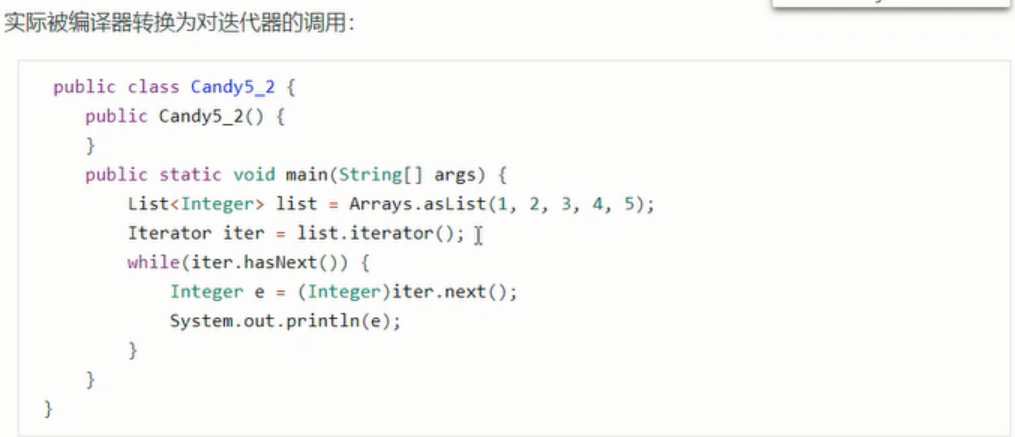 实际被编译器转换为对迭代器的调用：
public class Candy5_2 {
public Candy5_2() {
}
public static void main(String[] args) {
List<Integer> list = Arrays.asList(1, 2, 3, 4, 5);
Iterator iter = list.iterator();
while(iter.hasNext()) {
Integer e = (Integer)iter.next();
System.out.println(e);
}
}
}